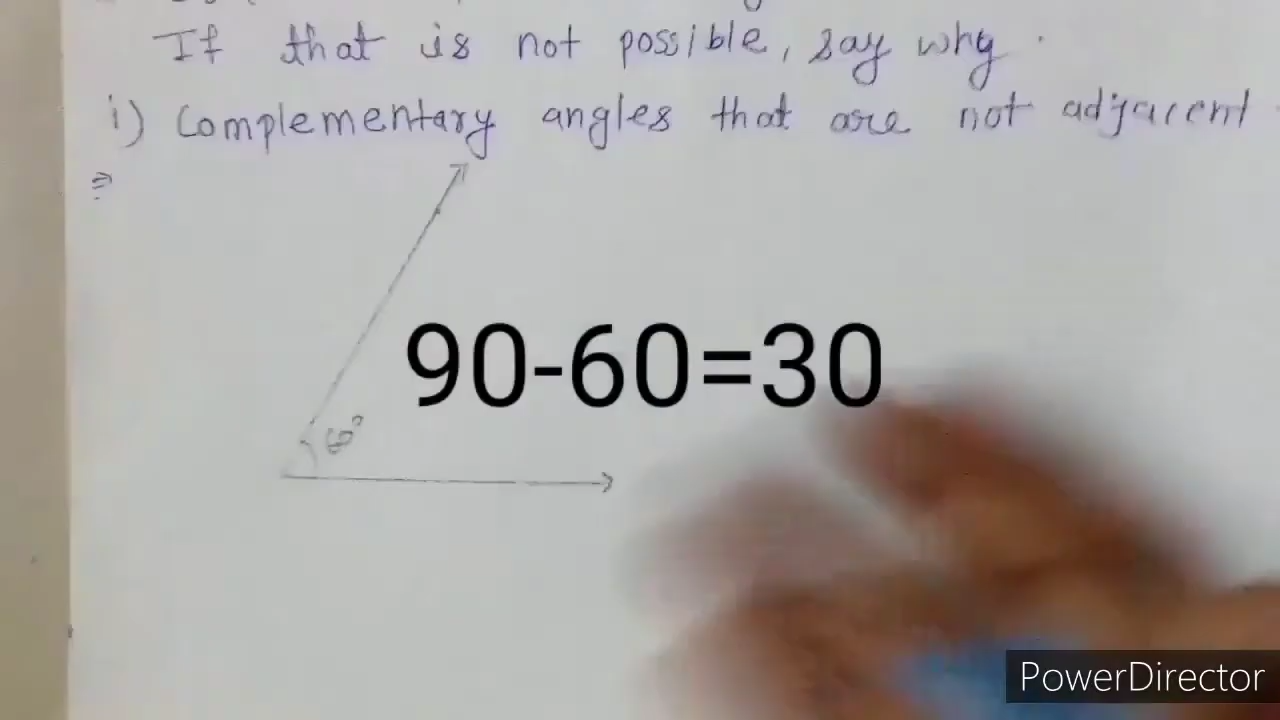 If that is not possible, say why.
i) Complementary angles that are not adjacent
⇒
90-60=30
60°
PowerDirector